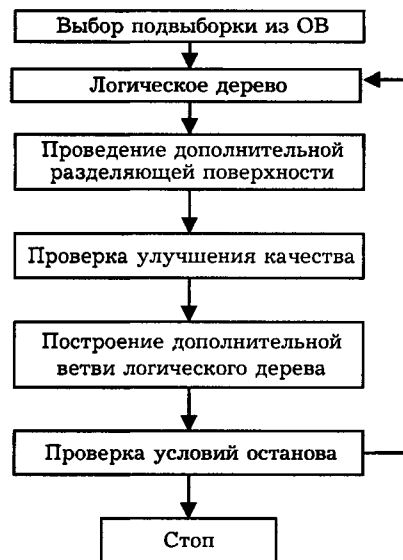 Выбор подвыборки из ОВ
Логическое дерево
Проведение дополнительной
разделяющей поверхности
Проверка улучшения качества
Построение дополнительной
ветви логического дерева
Проверка условий останова
Стоп